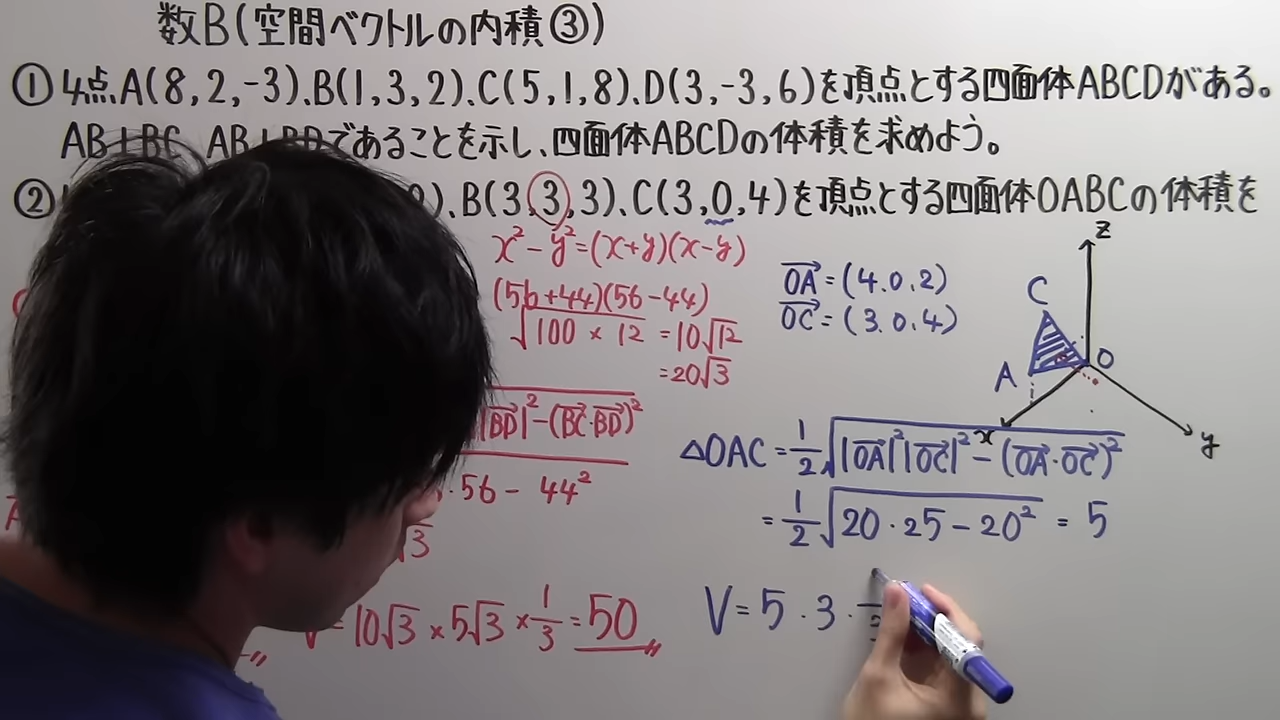 数B(空間ベクトルの内積③)
①4点A(8,2,-3)、B(1,3,2)、C(5,1,8)、D(3,-3,6)を頂点とする四面体ABCDがある。
AB⊥BC、AB⊥BDであることを示し、四面体ABCDの体積を求めよう。
② ）、B(3,3,3)、C(3,0,4)を頂点とする四面体OABCの体積を
x²-y²=(x+y)(x-y)
(56+44)(56-44)
√100×12 =10√12
=20√3
|BD|²-(BC・BD)²
・56-44²
√3
V=10√3×5√3×1/3=50
OA=(4.0.2)
OC=(3.0.4)
z
C
O
A
x
y
△OAC=1/2√|OA|²|OC|²-(OA・OC)²
=1/2√20・25-20² =5
V=5・3・